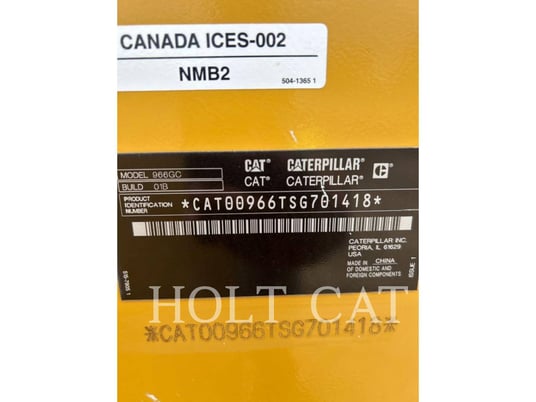 CANADA ICES-002
NMB2
504-1365 1
MODEL 966GC
BUILD 01B
PRODUCT IDENTIFICATION NUMBER
CAT CATERPILLAR C
CAT® CATERPILLAR®
*CAT00966TSG701418*
CATERPILLAR INC.
PEORIA, IL 61629
USA
MADE IN CHINA
OF DOMESTIC AND
FOREIGN COMPONENTS
ISSUE 1
HOLT CAT
*CAT00966TSG701418*